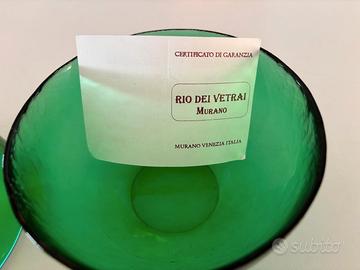 CERTIFICATO DI GARANZIA
RIO DEI VETRAI
MURANO
MURANO VENEZIA ITALIA
subito